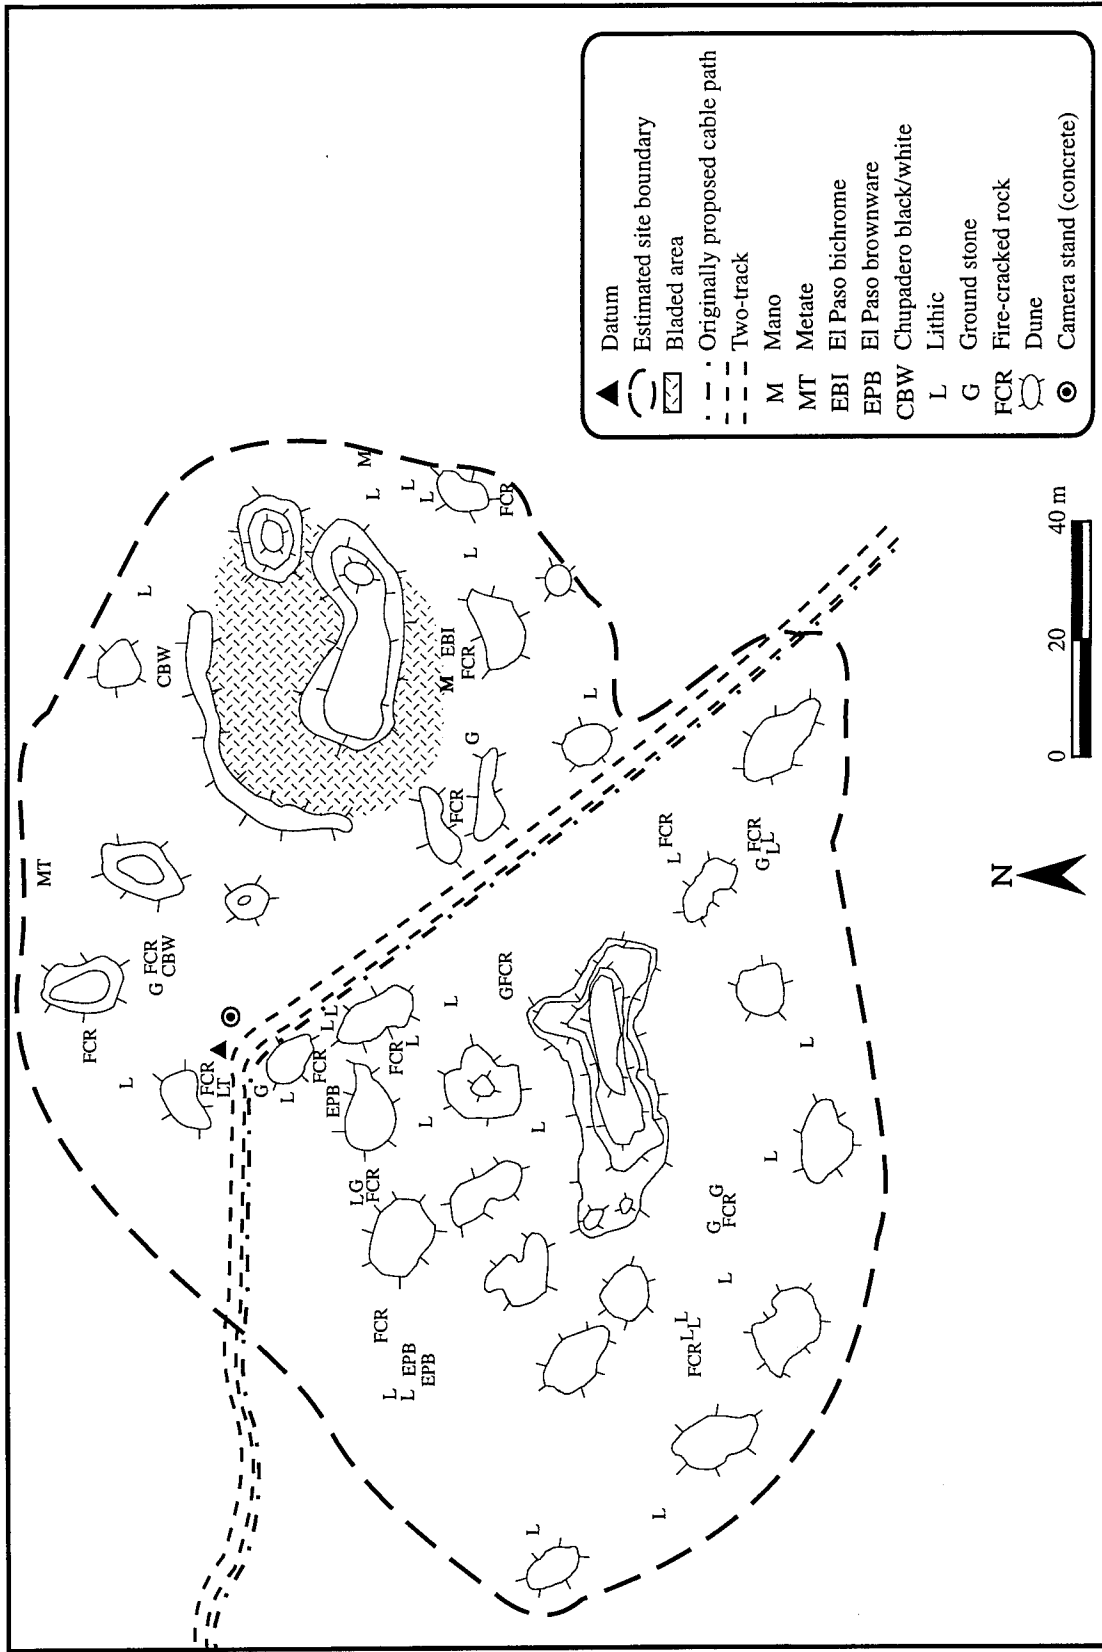 MT
FCR
L
L
G FCR
CBW
CBW
FCR
LT
G
L
FCR
L L
EPB
LG
FCR
M
L
FCR
L
FCR
L EPB
L
L
EPB
L
L
M EBI
L
FCR
FCR
G
L
GFCR
FCR
L
L
L
L
L FCR
FCR L L L
G FCR G
L
G FCR
L L
L
L
N
0 20 40 m
Datum
Estimated site boundary
Bladed area
Originally proposed cable path
Two-track
M Mano
MT Metate
EBI El Paso bichrome
EPB El Paso brownware
CBW Chupadero black/white
L Lithic
G Ground stone
FCR Fire-cracked rock
Dune
Camera stand (concrete)